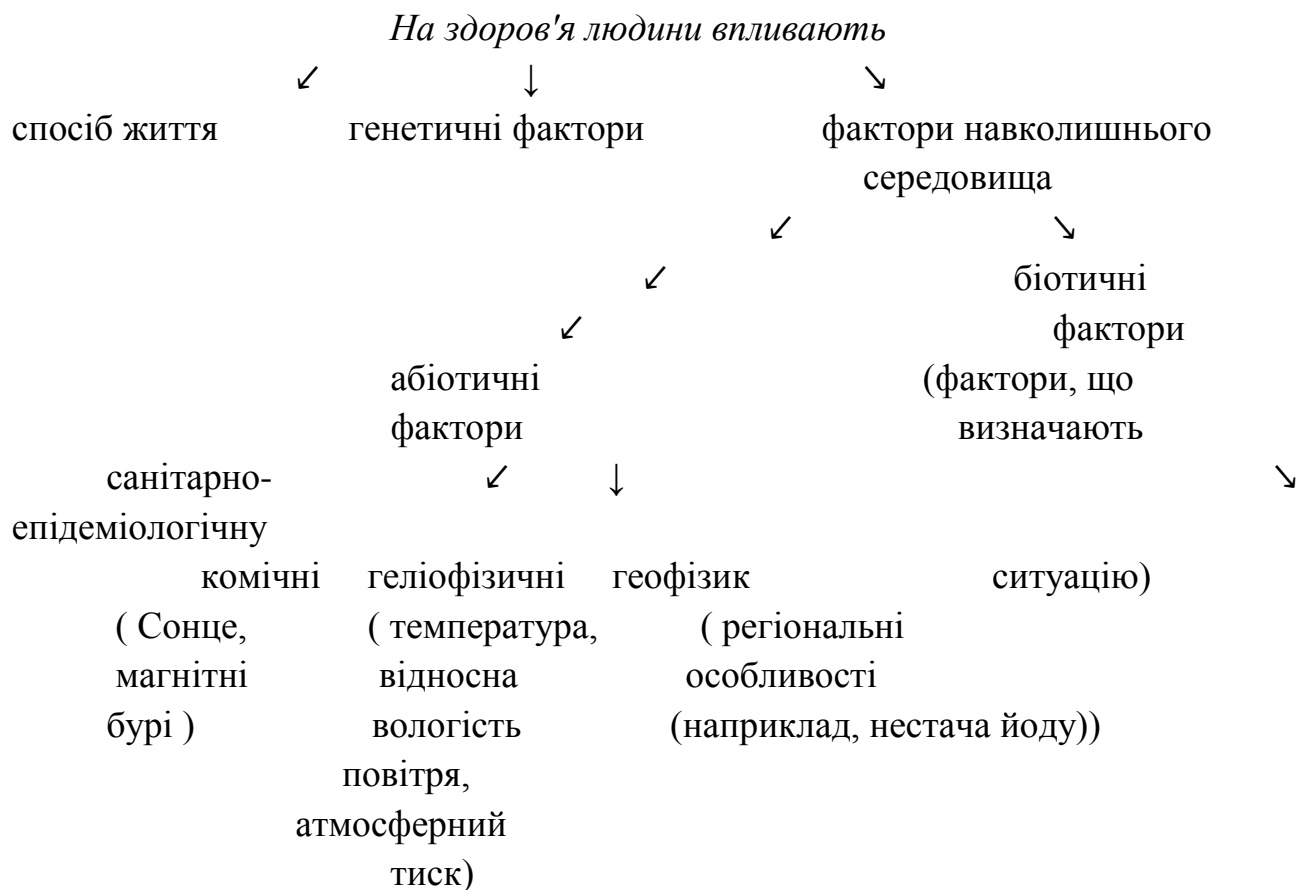 На здоров'я людини впливають
↙ ↓ ↘
спосіб життя генетичні фактори фактори навколишнього
середовища
↙ ↘
↙ біотичні
↙ фактори
абіотичні (фактори, що
фактори визначають
санітарно- ↙ ↓ ↘
епідеміологічну
комічні геліофізичні геофізик ситуацію)
( Сонце, ( температура, ( регіональні
магнітні відносна особливості
бурі ) вологість (наприклад, нестача йоду))
повітря,
атмосферний
тиск)